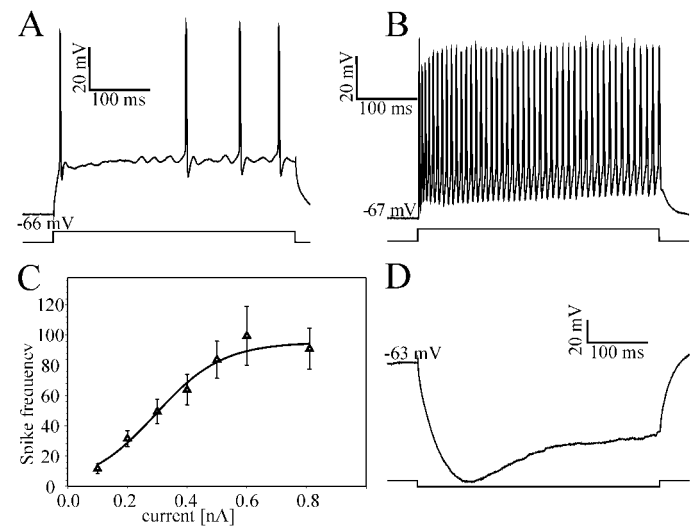 A
20 mV
100 ms
-66 mV
B
20 mV
100 ms
-67 mV
C
120
100
80
60
40
20
0
Spike frequency
0.0
0.2
0.4
0.6
0.8
current [nA]
D
-63 mV
20 mV
100 ms